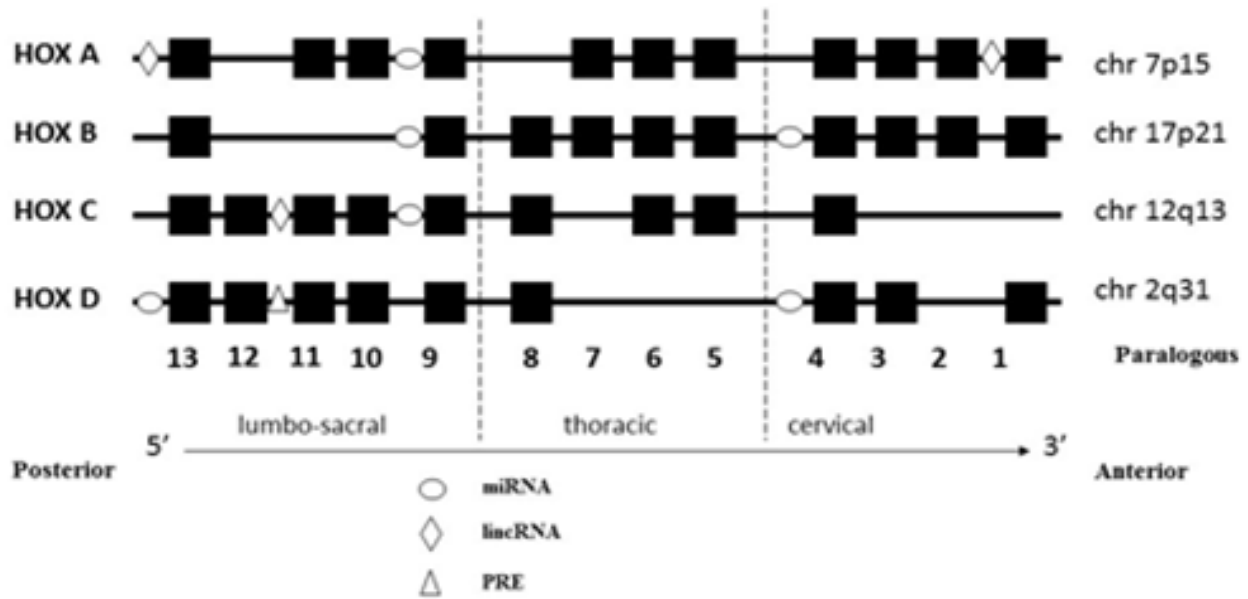 HOX A chr 7p15
HOX B chr 17p21
HOX C chr 12q13
HOX D chr 2q31
13 12 11 10 9 8 7 6 5 4 3 2 1 Paralogous
lumbo-sacral thoracic cervical
5' 3'
Posterior Anterior
miRNA
lincRNA
PRE